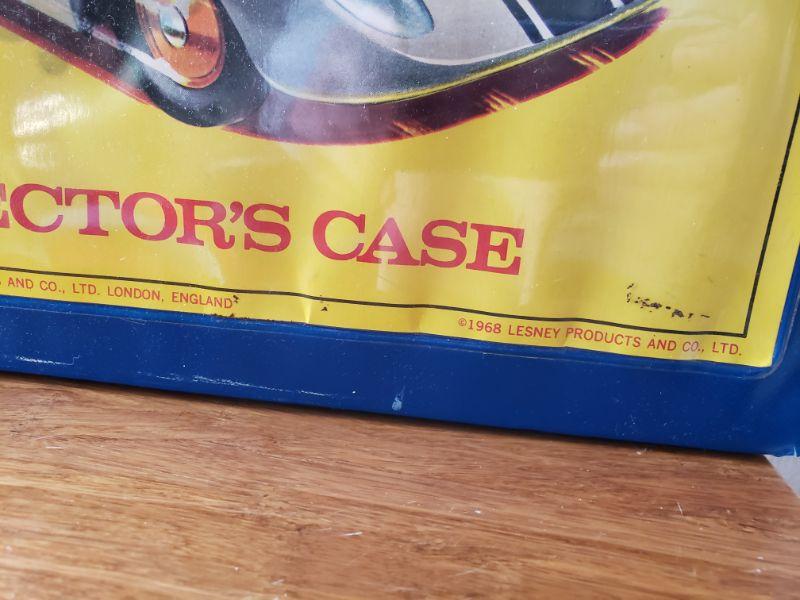 ECTOR'S CASE
AND CO., LTD. LONDON, ENGLAND
©1968 LESNEY PRODUCTS AND CO., LTD.